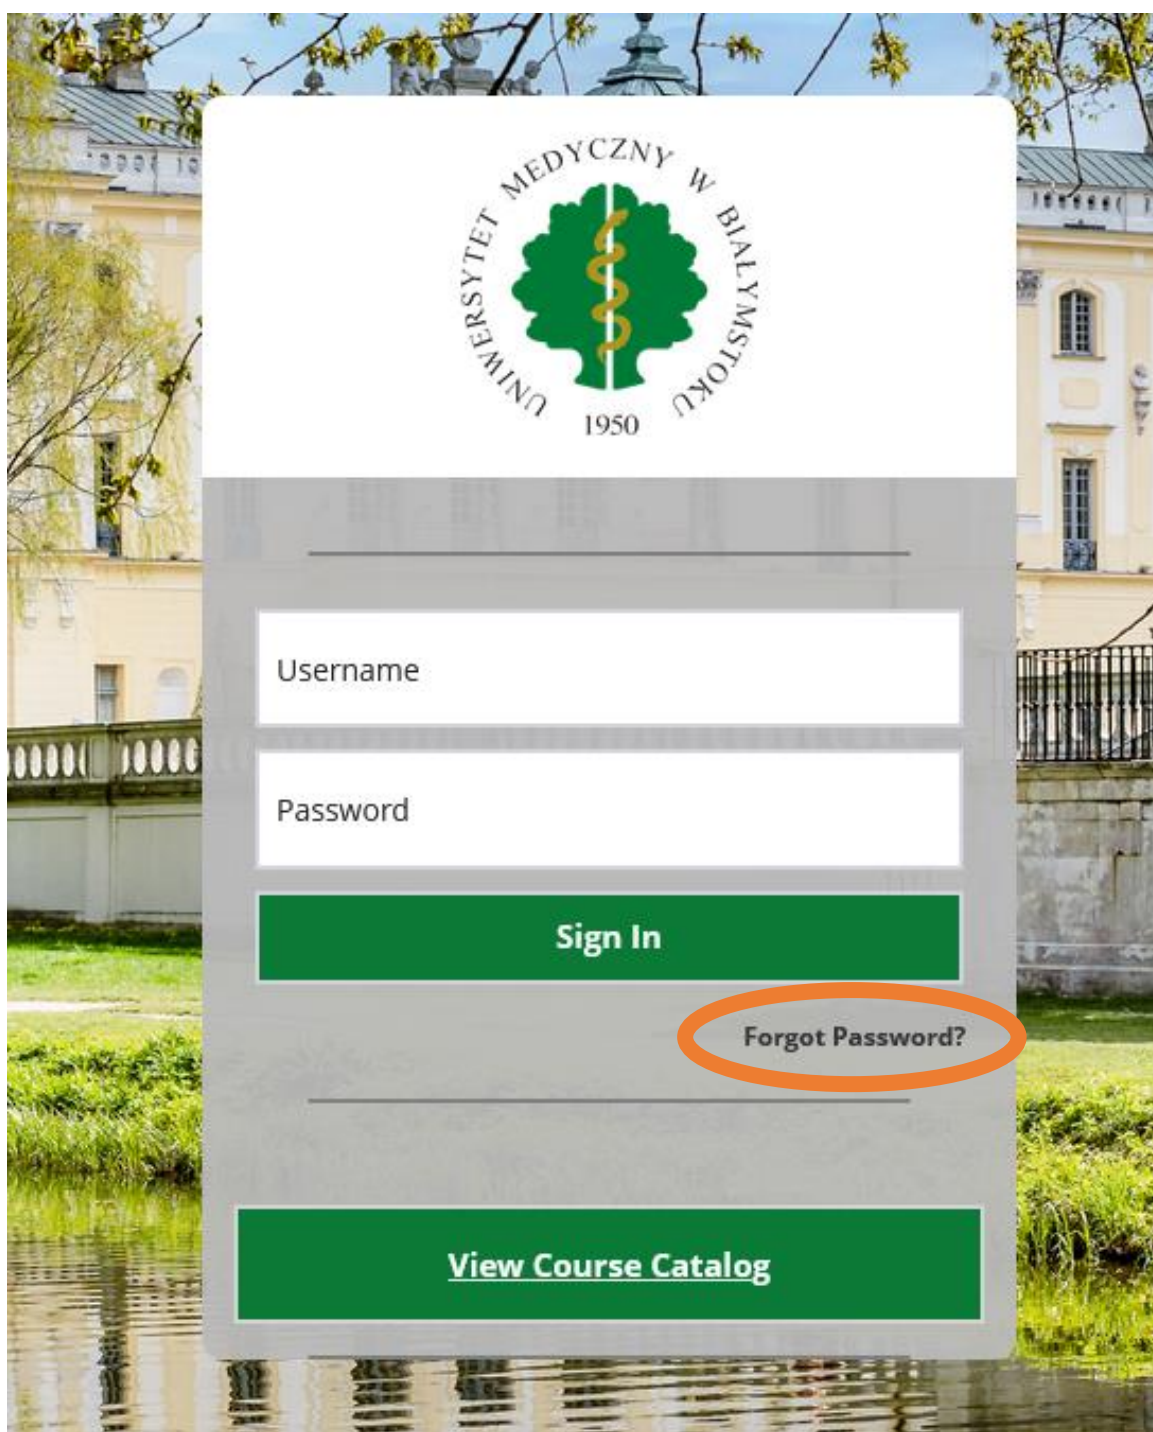 UNIWERSYTET MEDYCZNY W BIAŁYMSTOKU
1950
Username
Password
Sign In
Forgot Password?
View Course Catalog